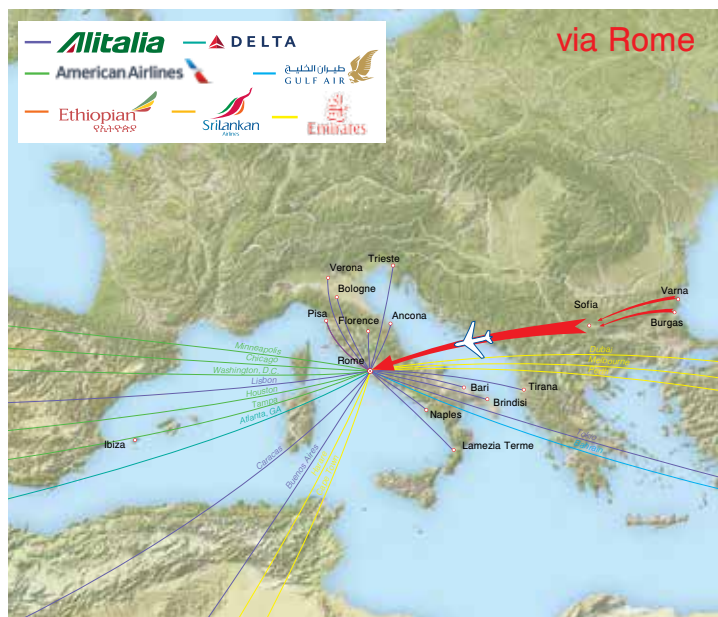 Alitalia
DELTA
via Rome
American Airlines
طيران الخليج
GULF AIR
Ethiopian
የኢትዮጵያ
SriLankan
Airlines
Emirates
Trieste
Verona
Bologne
Varna
Sofia
Pisa
Florence
Ancona
Burgas
Minneapolis
Chicago
Washington, D.C.
Rome
Dubai
Lisbon
Houston
Tampa
Atlanta, GA
Bari
Tirana
Brindisi
Naples
Ibiza
Lamezia Terme
Caracas
Buenos Aires